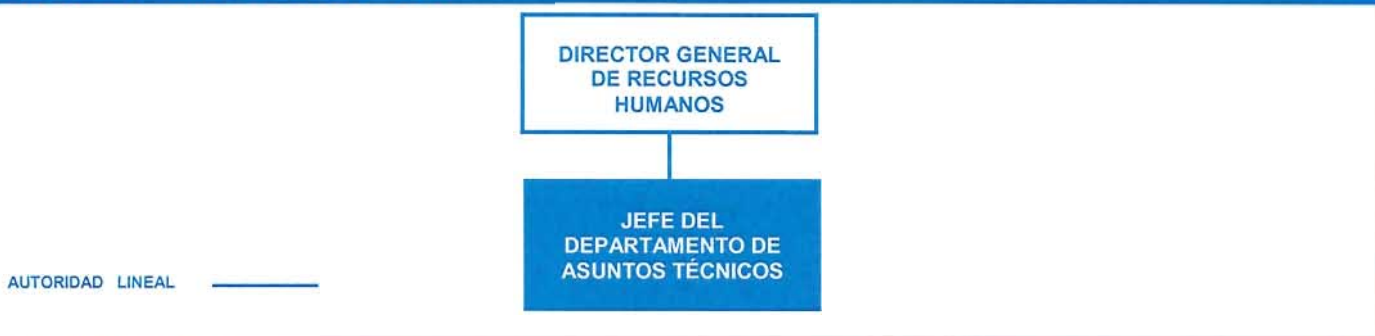 DIRECTOR GENERAL
DE RECURSOS
HUMANOS
JEFE DEL
DEPARTAMENTO DE
ASUNTOS TÉCNICOS
AUTORIDAD LINEAL